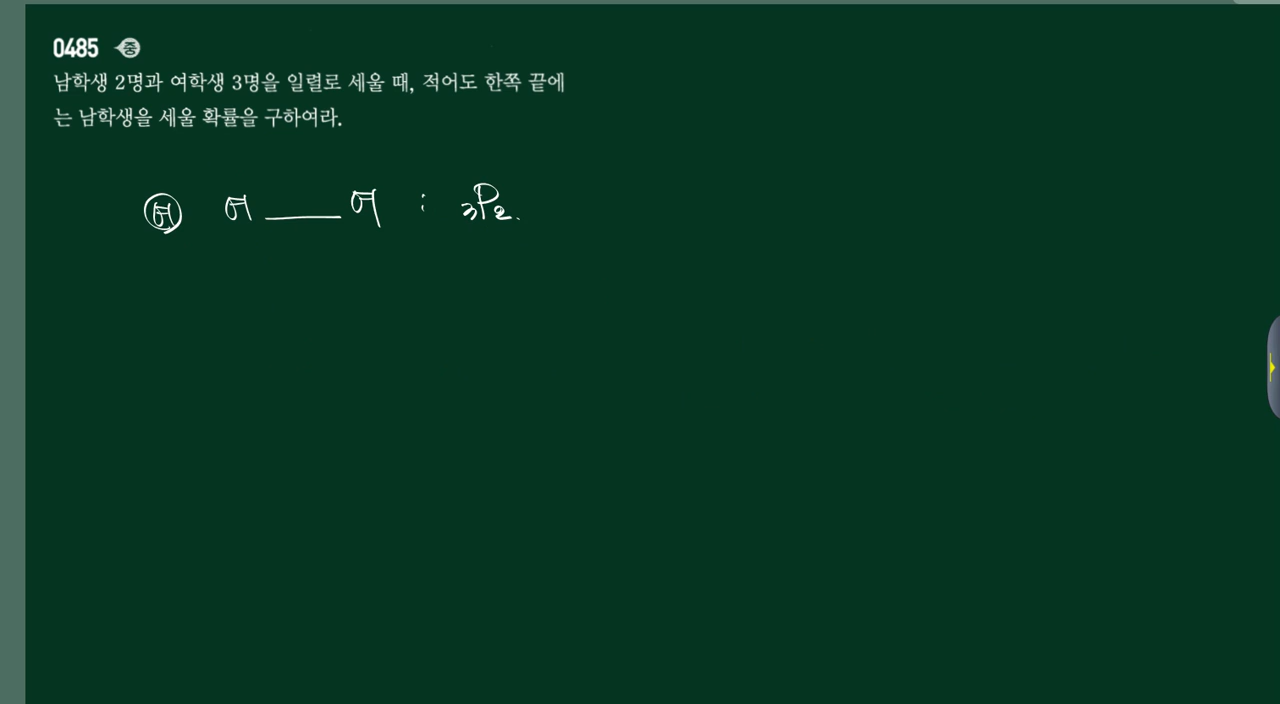 0485 중
남학생 2명과 여학생 3명을 일렬로 세울 때, 적어도 한쪽 끝에
는 남학생을 세울 확률을 구하여라.
여 여 : ₃P₂.